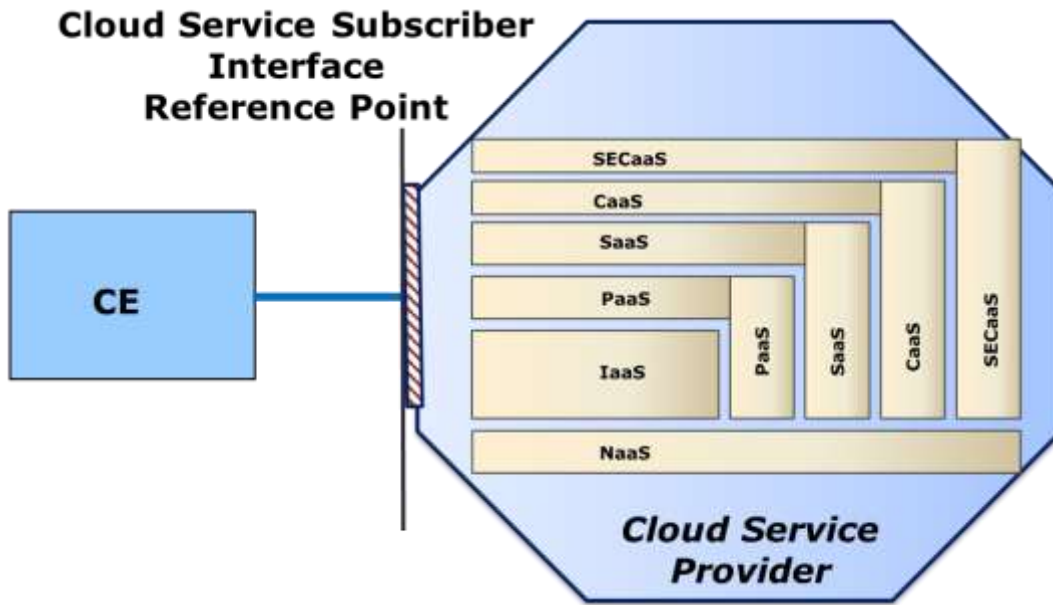 Cloud Service Subscriber
Interface
Reference Point
CE
SECaaS
CaaS
SaaS
PaaS
IaaS
PaaS
SaaS
CaaS
SECaaS
NaaS
Cloud Service
Provider